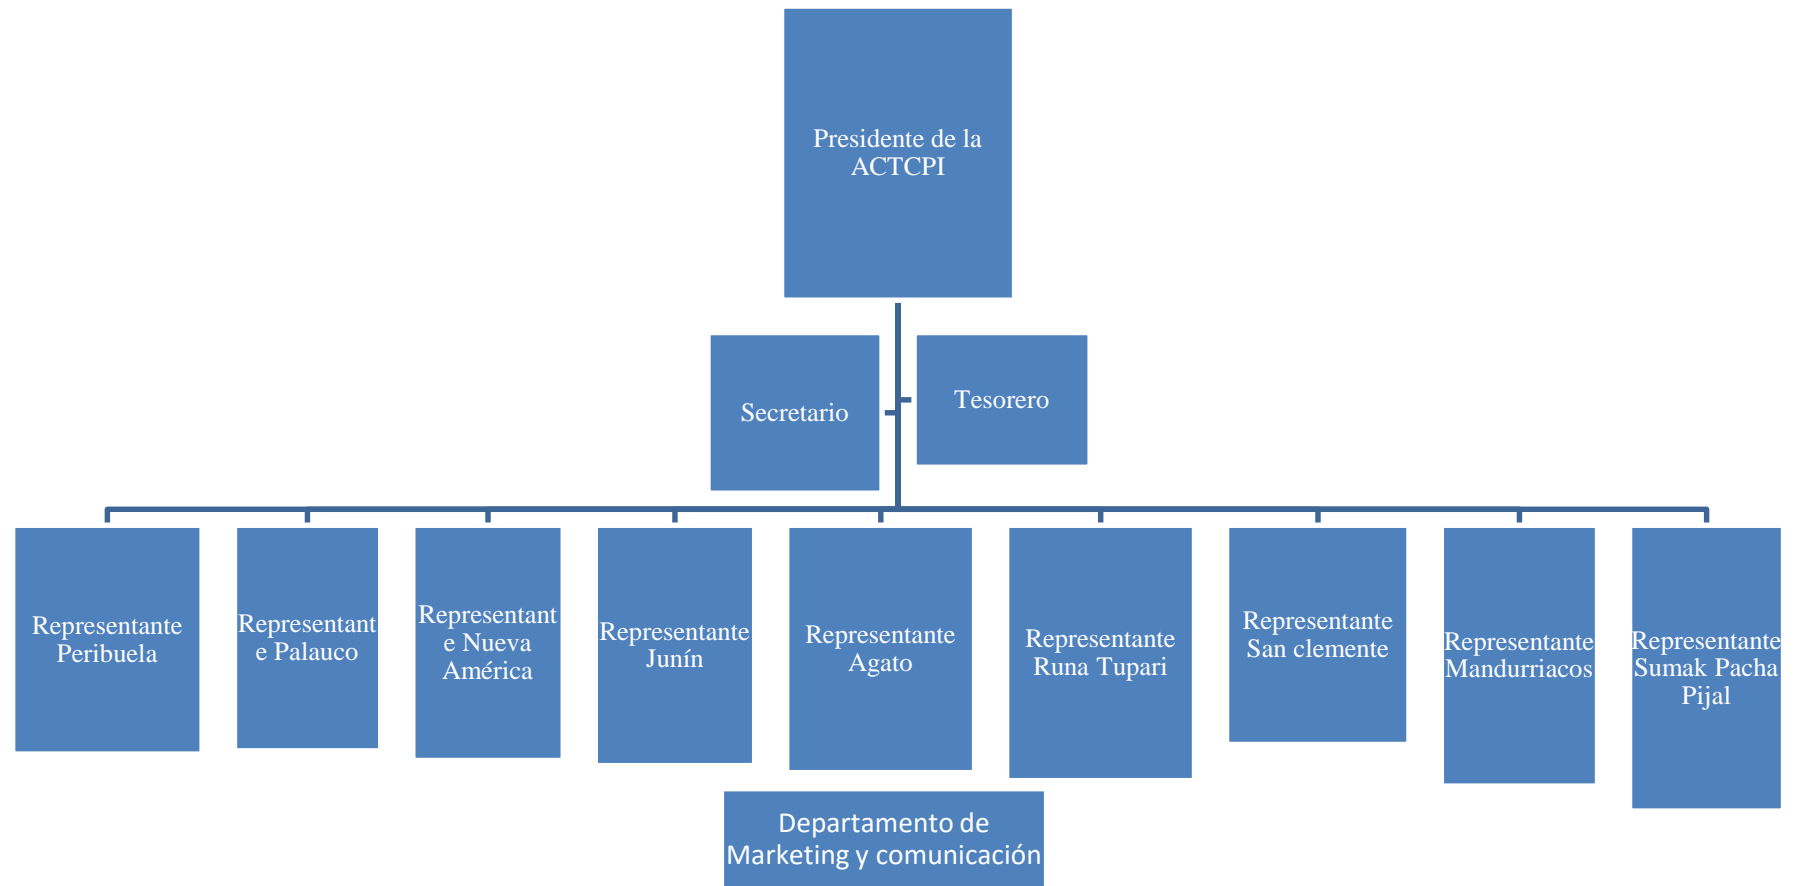 Presidente de la
ACTCPI
Secretario
Tesorero
Representante
Peribuela
Representant
e Palauco
Representant
e Nueva
América
Representante
Junín
Representante
Agato
Representante
Runa Tupari
Representante
San clemente
Representante
Mandurriacos
Representante
Sumak Pacha
Pijal
Departamento de
Marketing y comunicación